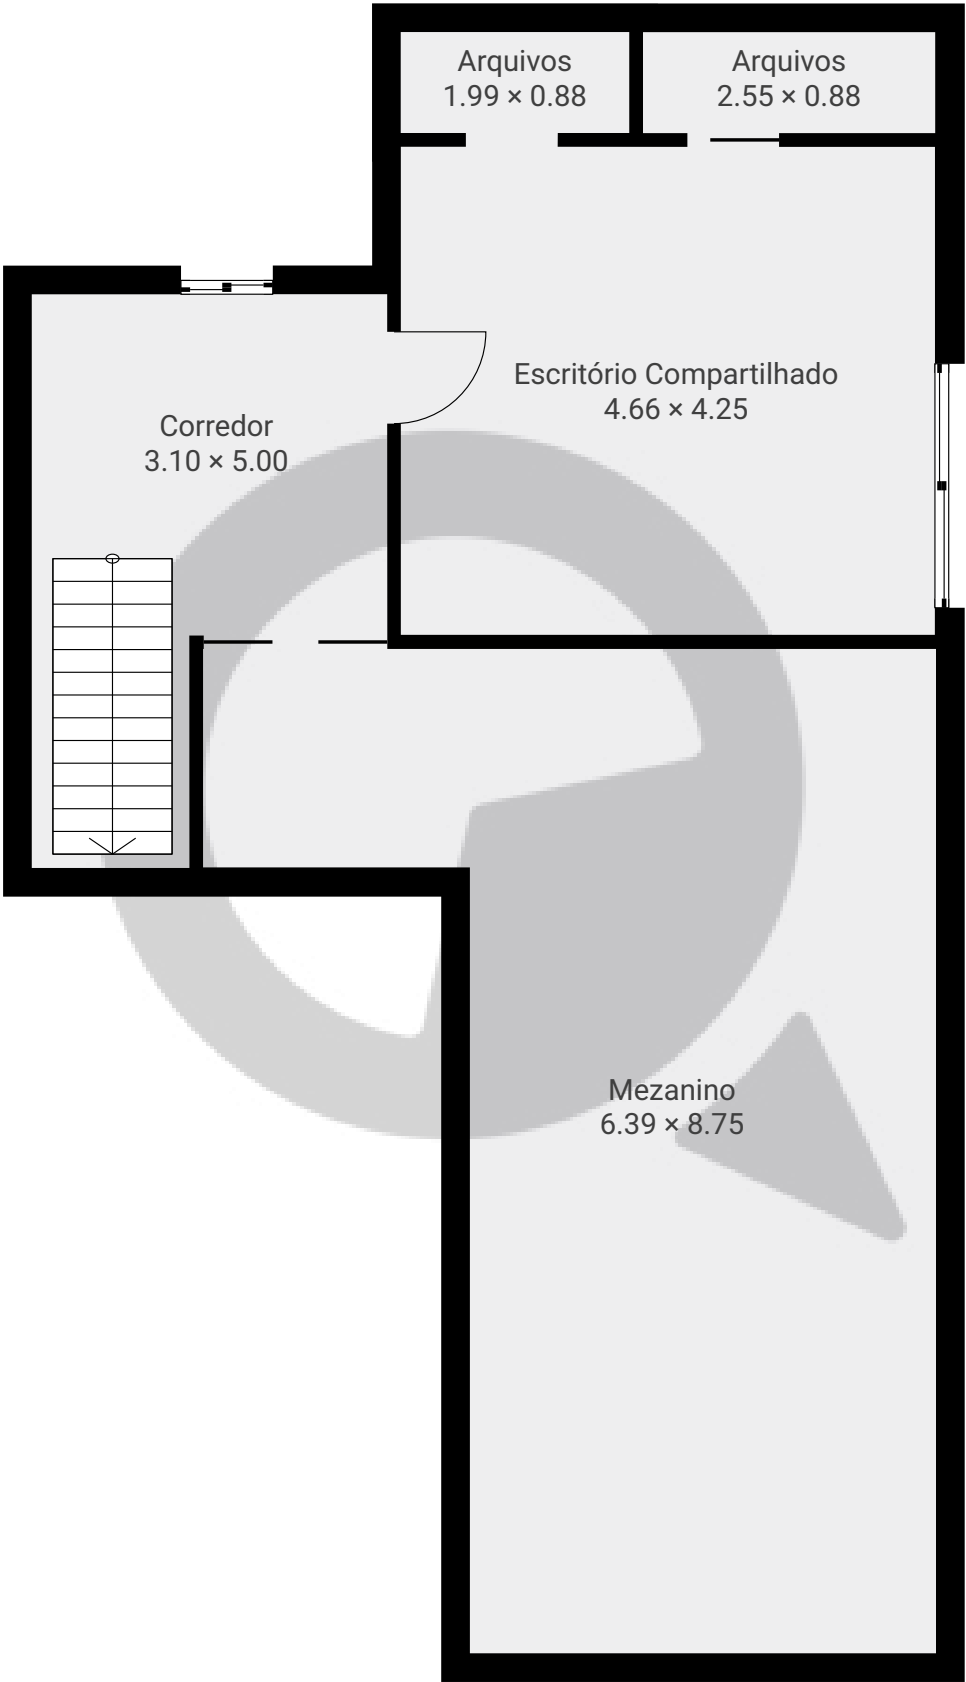 Arquivos
1.99 × 0.88
Arquivos
2.55 × 0.88
Escritório Compartilhado
4.66 × 4.25
Corredor
3.10 × 5.00
Mezanino
6.39 × 8.75